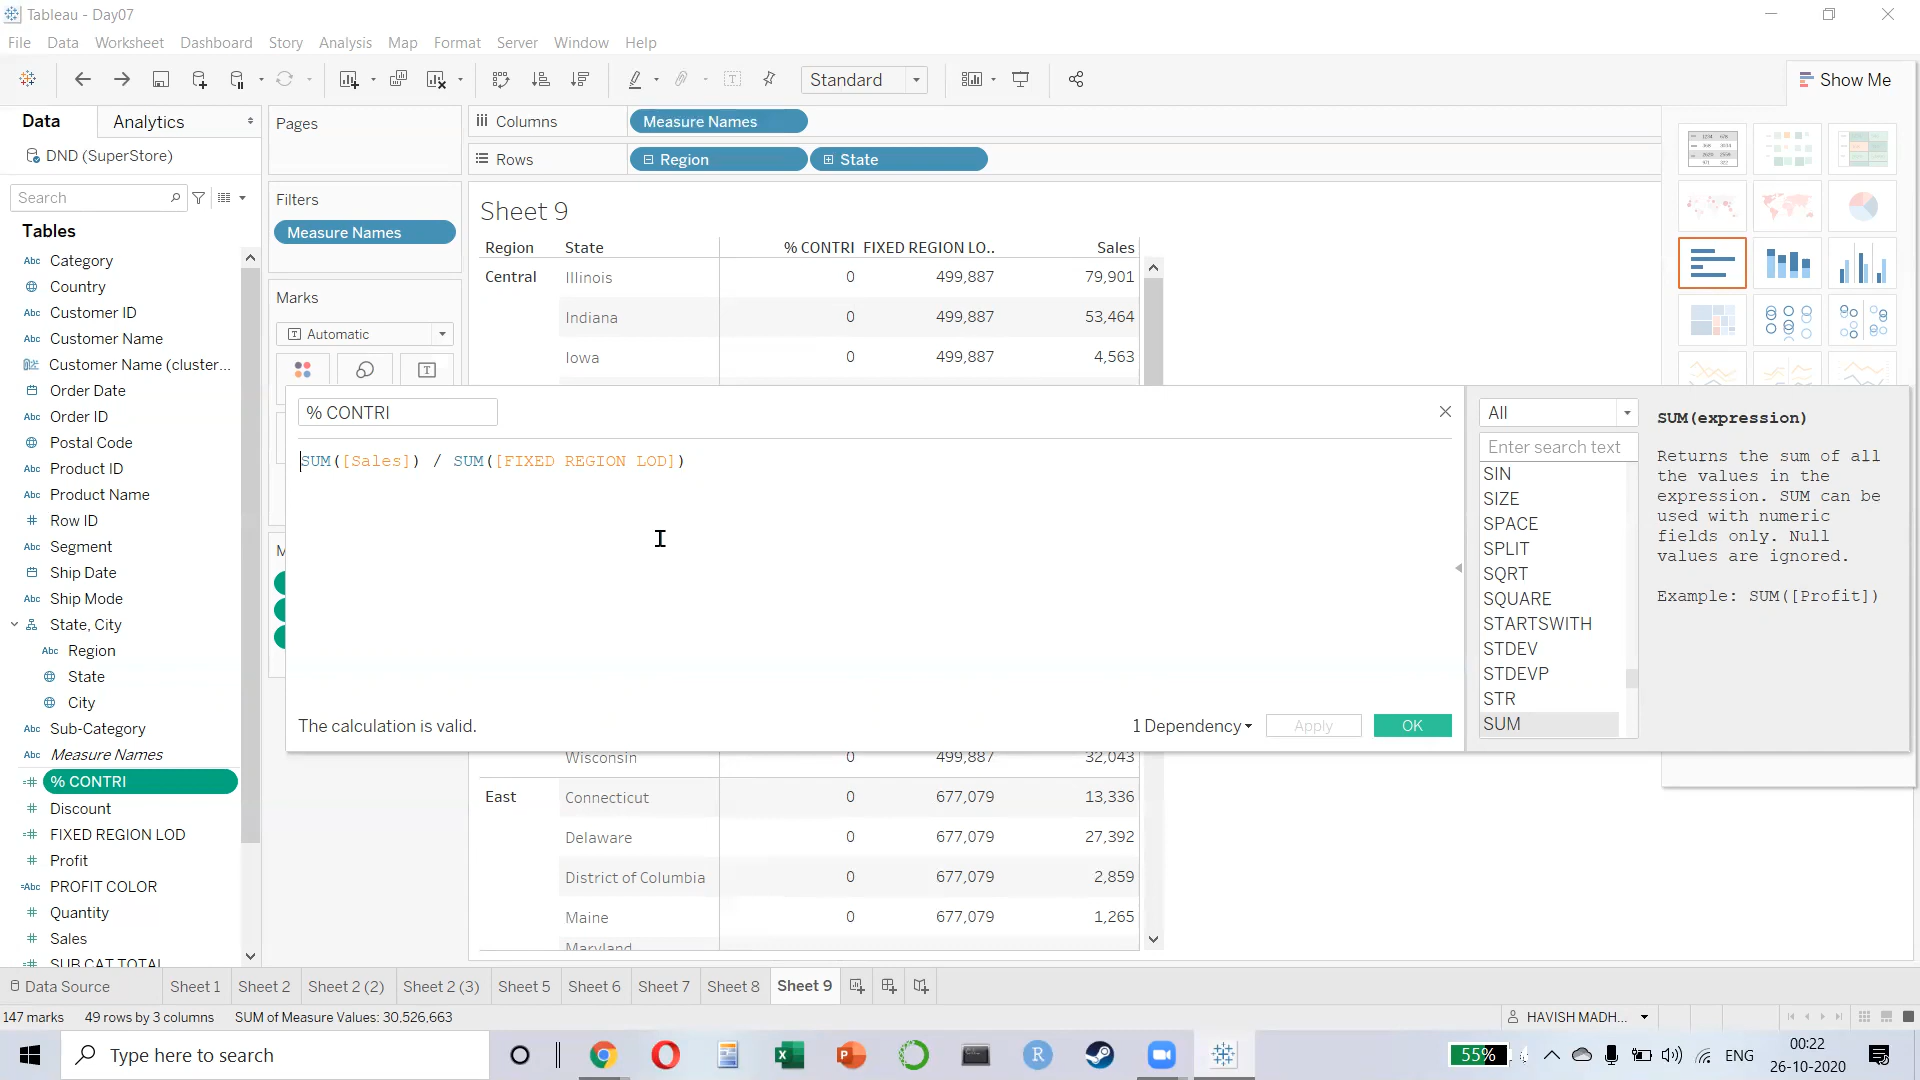 Tableau - Day07
File Data Worksheet Dashboard Story Analysis Map Format Server Window Help
Standard
Show Me
Data Analytics
DND (SuperStore)
Search
Tables
Category
Country
Customer ID
Customer Name
Customer Name (cluster...
Order Date
Order ID
Postal Code
Product ID
Product Name
Row ID
Segment
Ship Date
Ship Mode
State, City
Region
State
City
Sub-Category
Measure Names
% CONTRI
Discount
FIXED REGION LOD
Profit
PROFIT COLOR
Quantity
Sales
SUB CAT TOTAL
Pages
Filters
Measure Names
Marks
Automatic
Columns Measure Names
Rows Region State
Sheet 9
Region State % CONTRI FIXED REGION LO.. Sales
Central Illinois 0 499,887 79,901
Indiana 0 499,887 53,464
Iowa 0 499,887 4,563
% CONTRI
SUM([Sales]) / SUM([FIXED REGION LOD])
The calculation is valid.
1 Dependency
Apply
OK
All
Enter search text
SIN
SIZE
SPACE
SPLIT
SQRT
SQUARE
STARTSWITH
STDEV
STDEVP
STR
SUM
SUM(expression)
Returns the sum of all
the values in the
expression. SUM can be
used with numeric
fields only. Null
values are ignored.
Example: SUM([Profit])
Wisconsin 0 499,887 32,043
East Connecticut 0 677,079 13,336
Delaware 0 677,079 27,392
District of Columbia 0 677,079 2,859
Maine 0 677,079 1,265
Maryland
Data Source Sheet 1 Sheet 2 Sheet 2 (2) Sheet 2 (3) Sheet 5 Sheet 6 Sheet 7 Sheet 8 Sheet 9
147 marks 49 rows by 3 columns SUM of Measure Values: 30,526,663
HAVISH MADH...
Type here to search
55%
ENG
00:22
26-10-2020